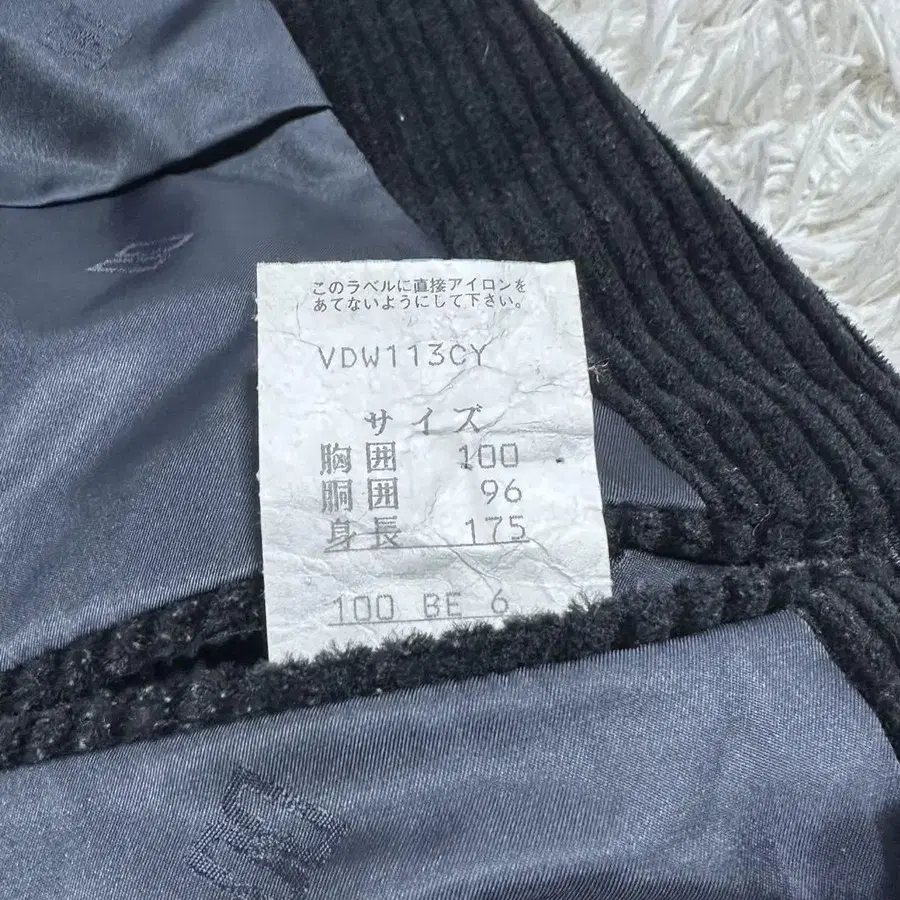 このラベルに直接アイロンを
あてないようにして下さい。
VDW113CY
サイズ
胸囲 100
胴囲 96
身長 175
100 BE 6